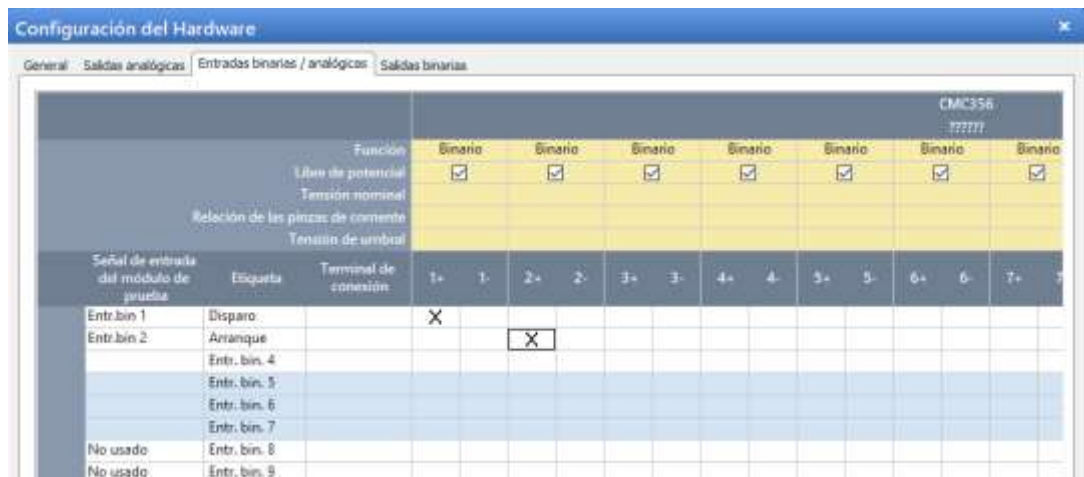 Configuración del Hardware
General Salidas analógicas Entradas binarias / analógicas Salidas binarias
CMC356
??????
Función Binario Binario Binario Binario Binario Binario Binario
Libre de potencial
Tensión nominal
Relación de las pinzas de corriente
Tensión de umbral
Señal de entrada del módulo de prueba Etiqueta Terminal de conexión 1+ 1- 2+ 2- 3+ 3- 4+ 4- 5+ 5- 6+ 6- 7+ 7
Entr.bin 1 Disparo X
Entr.bin 2 Arranque X
Entr. bin. 4
Entr. bin. 5
Entr. bin. 6
Entr. bin. 7
No usado Entr. bin. 8
No usado Entr. bin. 9